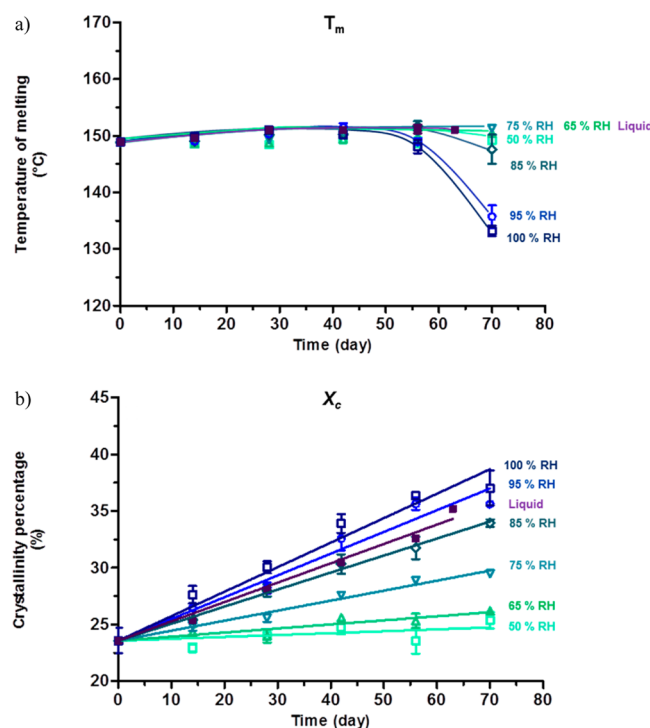 a)
Tm
170
160
150
140
130
120
Temperature of melting
(°C)
75 % RH 65 % RH Liquid
50 % RH
85 % RH
95 % RH
100 % RH
0 10 20 30 40 50 60 70 80
Time (day)
b)
Xc
45
40
35
30
25
20
Crystallinity percentage
(%)
100 % RH
95 % RH
Liquid
85 % RH
75 % RH
65 % RH
50 % RH
0 10 20 30 40 50 60 70 80
Time (day)